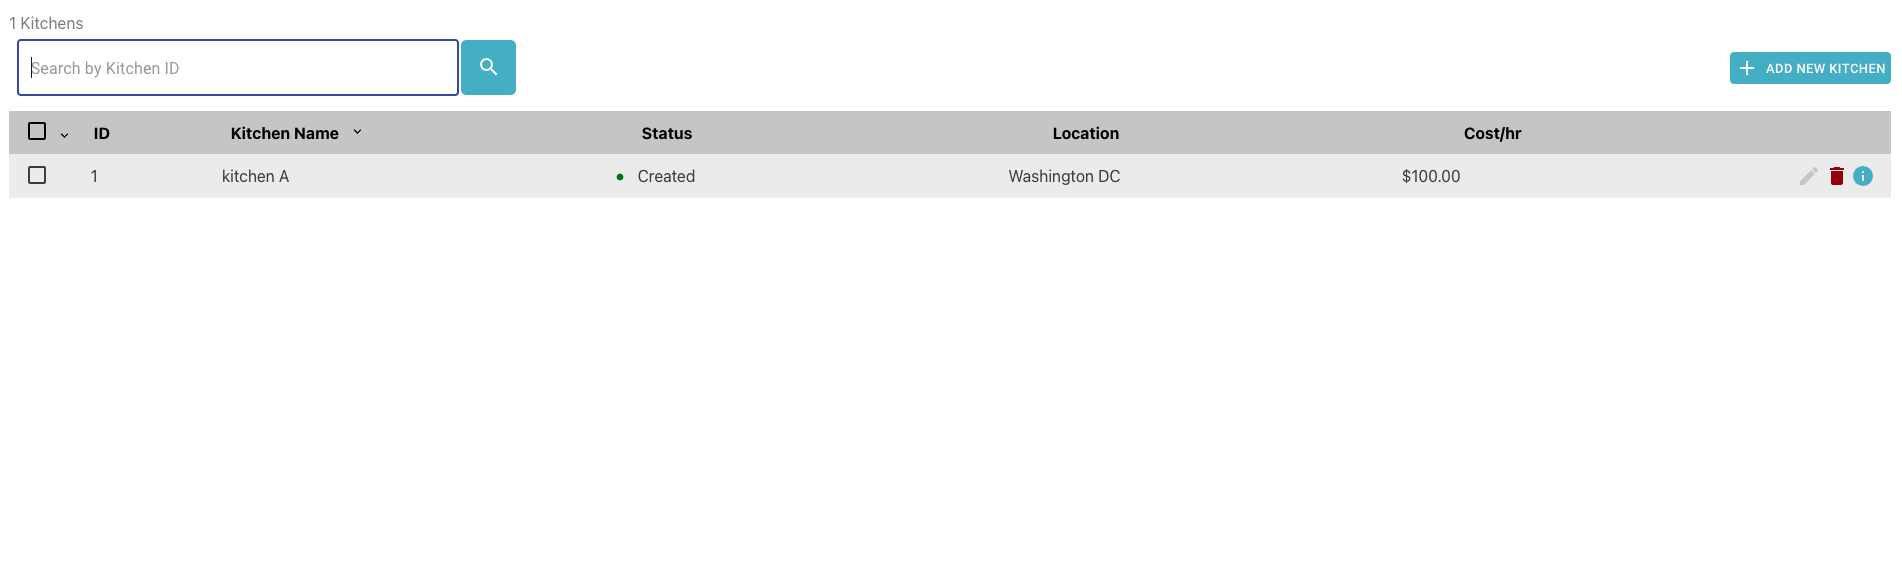 1 Kitchens
Search by Kitchen ID
ADD NEW KITCHEN
ID Kitchen Name Status Location Cost/hr
1 kitchen A Created Washington DC $100.00